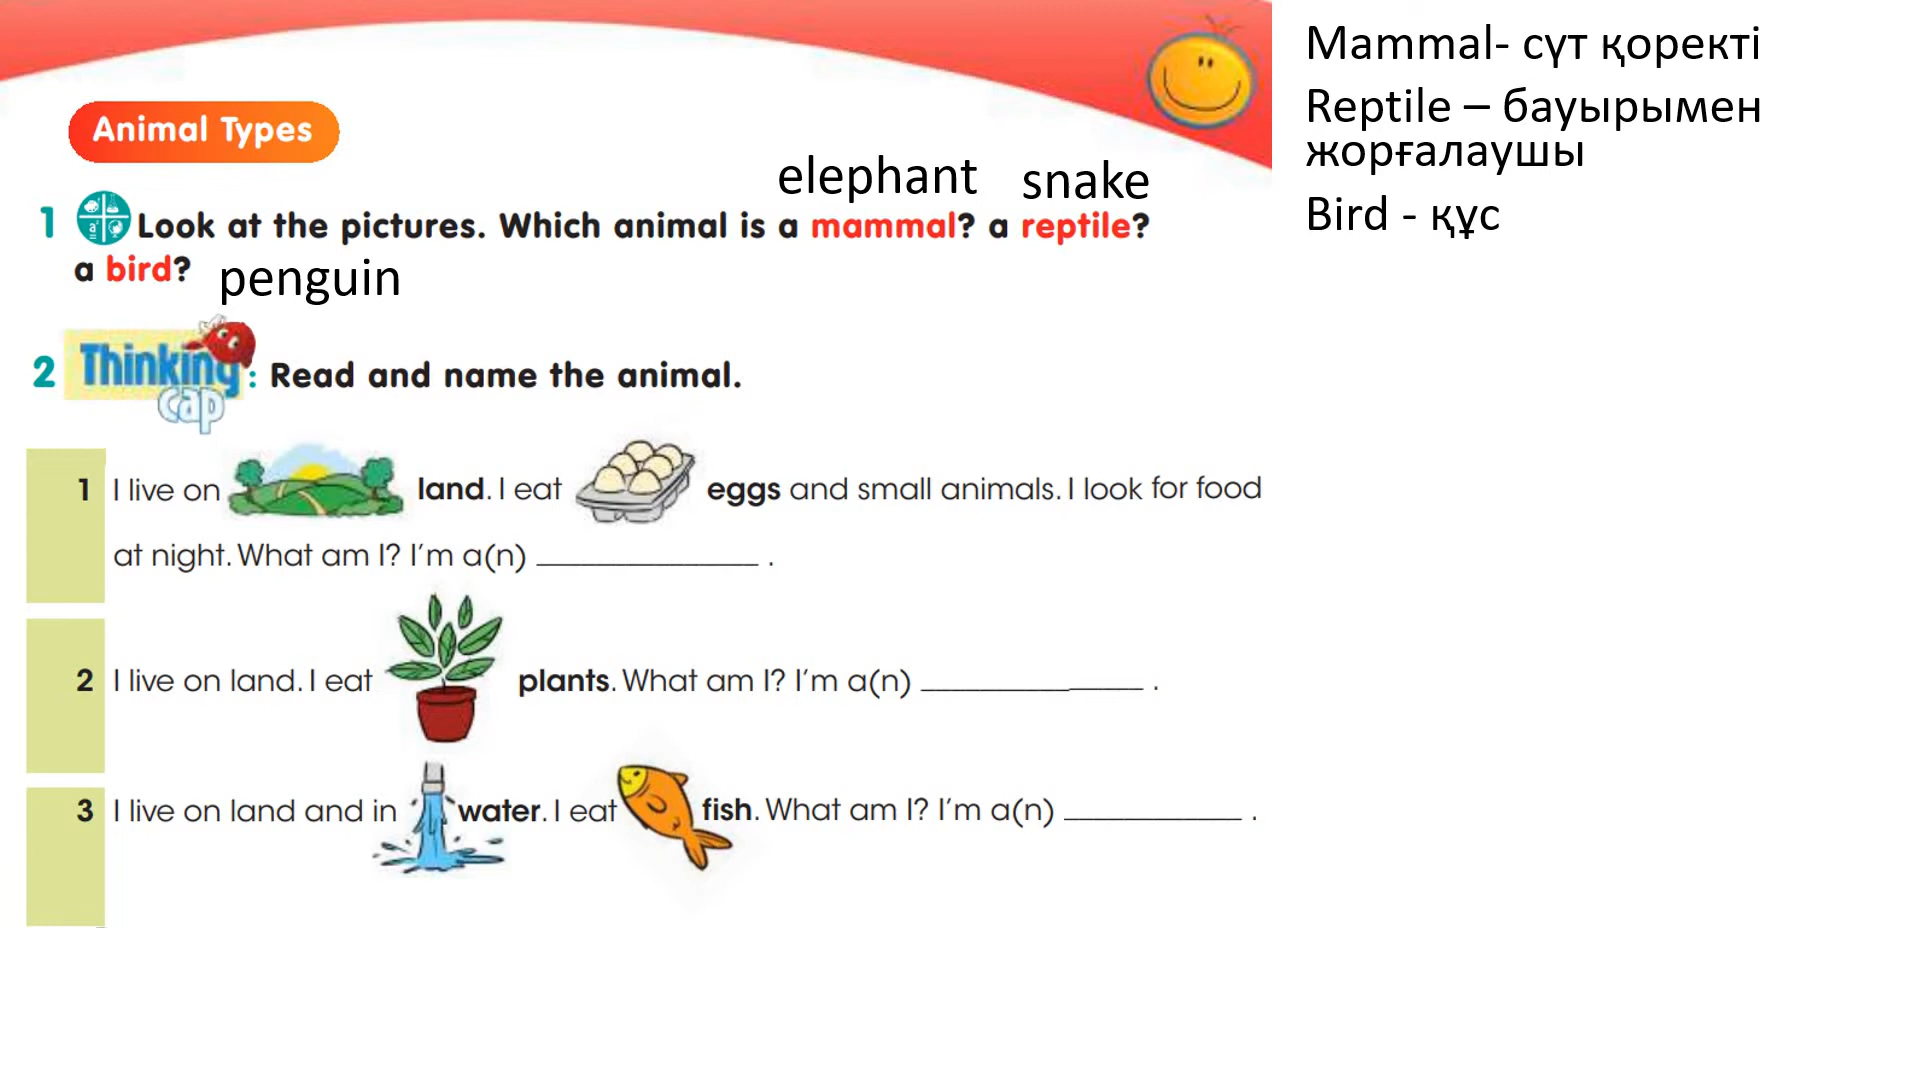 Animal Types
elephant snake
1 Look at the pictures. Which animal is a mammal? a reptile?
a bird? penguin
2 Thinking Cap: Read and name the animal.
1 I live on land. I eat eggs and small animals. I look for food
at night. What am I? I'm a(n) ______________ .
2 I live on land. I eat plants. What am I? I'm a(n) ______________ .
3 I live on land and in water. I eat fish. What am I? I'm a(n) ___________ .
Mammal- сүт қоректі
Reptile – бауырымен
жорғалаушы
Bird - құс